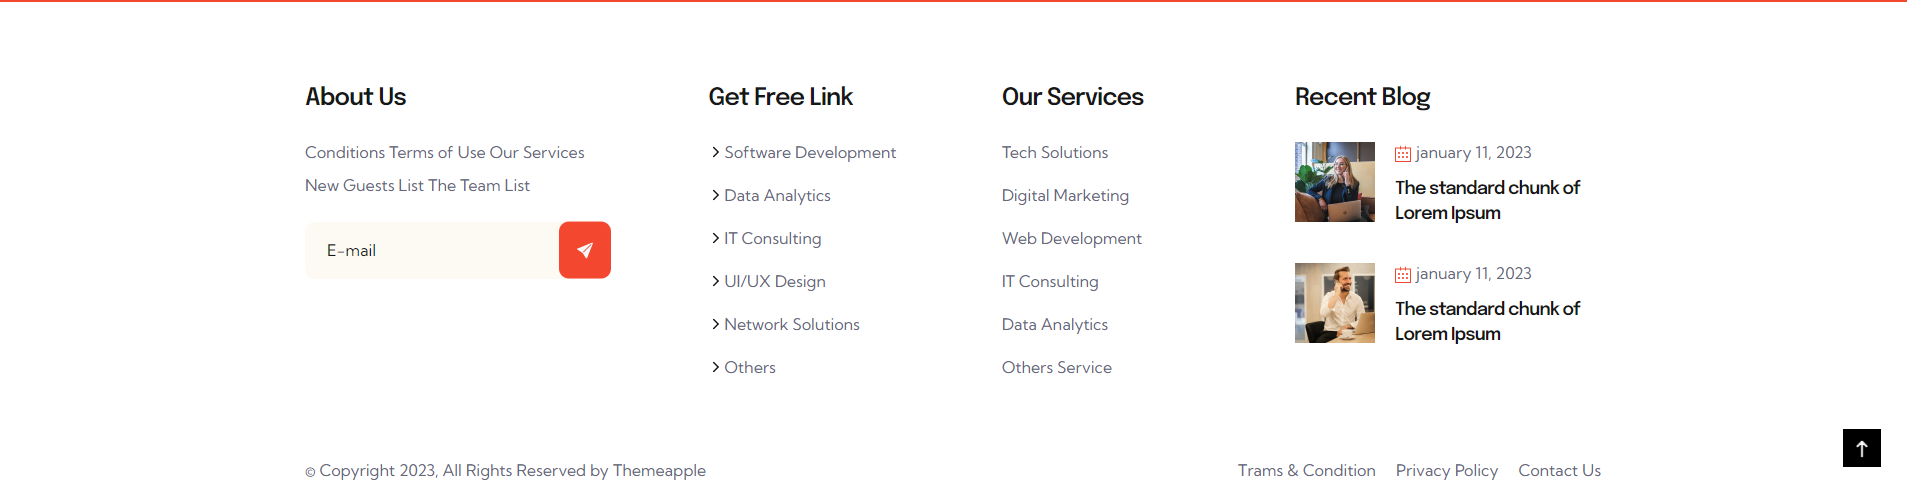 About Us
Conditions Terms of Use Our Services
New Guests List The Team List
E-mail
Get Free Link
Software Development
Data Analytics
IT Consulting
UI/UX Design
Network Solutions
Others
Our Services
Tech Solutions
Digital Marketing
Web Development
IT Consulting
Data Analytics
Others Service
Recent Blog
january 11, 2023
The standard chunk of
Lorem Ipsum
january 11, 2023
The standard chunk of
Lorem Ipsum
© Copyright 2023, All Rights Reserved by Themeapple
Trams & Condition Privacy Policy Contact Us